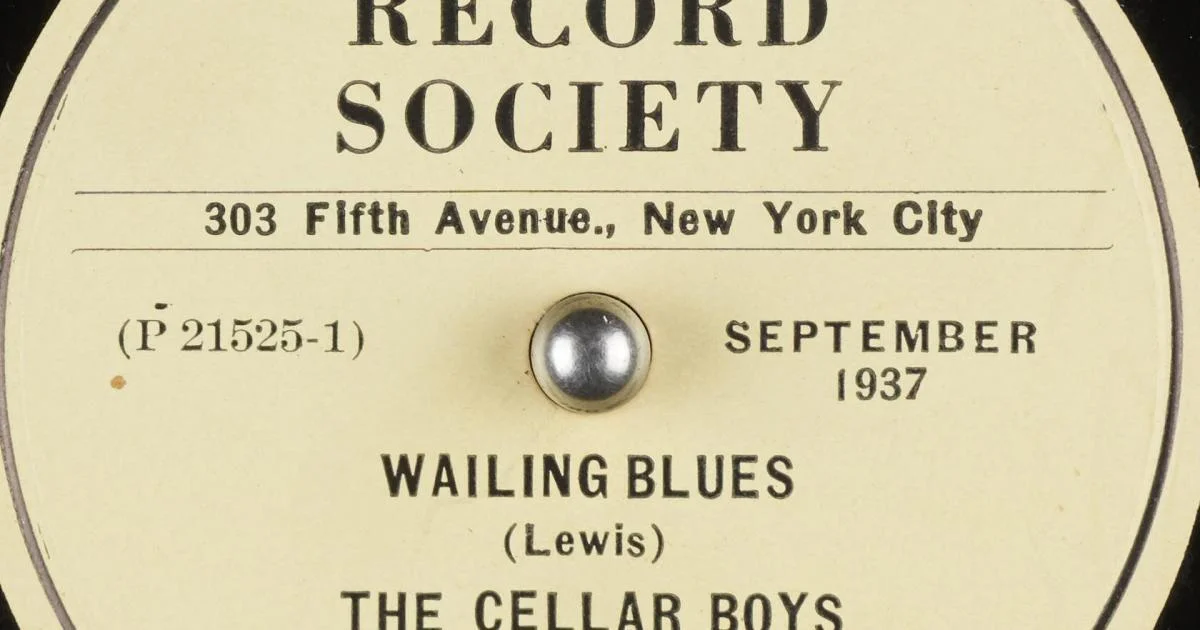 RECORD
SOCIETY
303 Fifth Avenue., New York City
(P 21525-1)
SEPTEMBER
1937
WAILING BLUES
(Lewis)
THE CELLAR BOYS